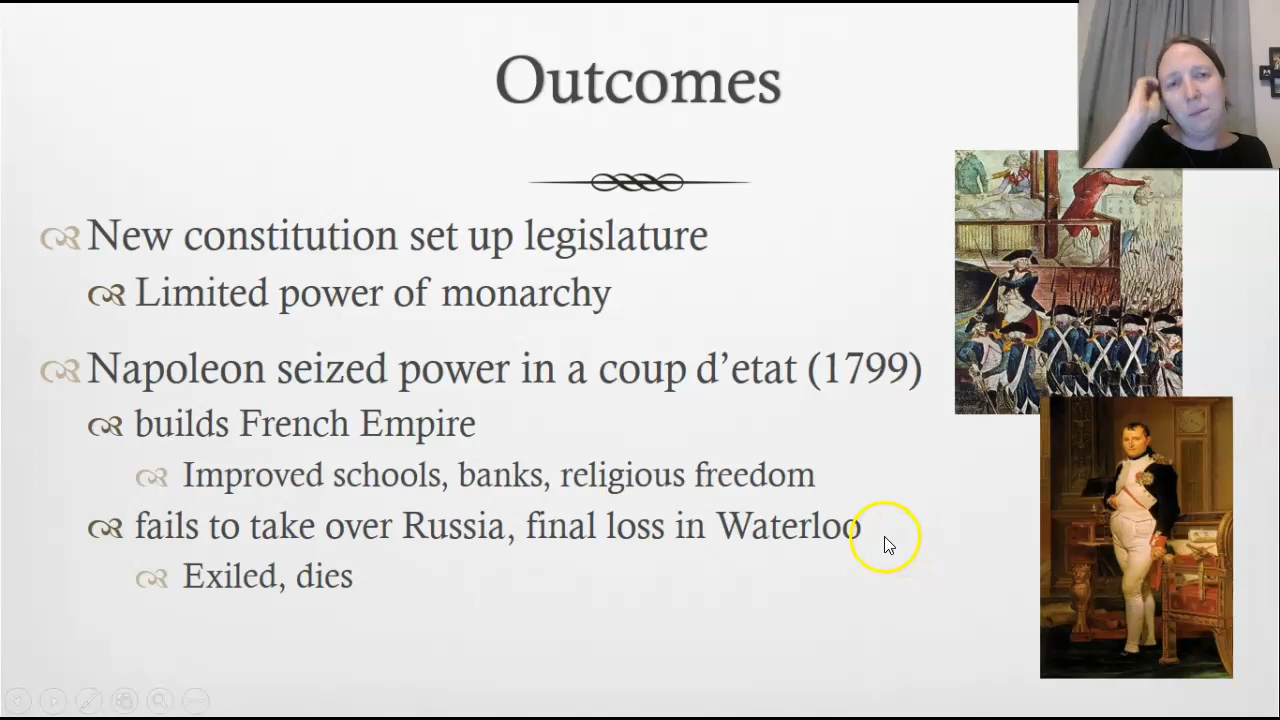 Outcomes
New constitution set up legislature
Limited power of monarchy
Napoleon seized power in a coup d’etat (1799)
builds French Empire
Improved schools, banks, religious freedom
fails to take over Russia, final loss in Waterloo
Exiled, dies